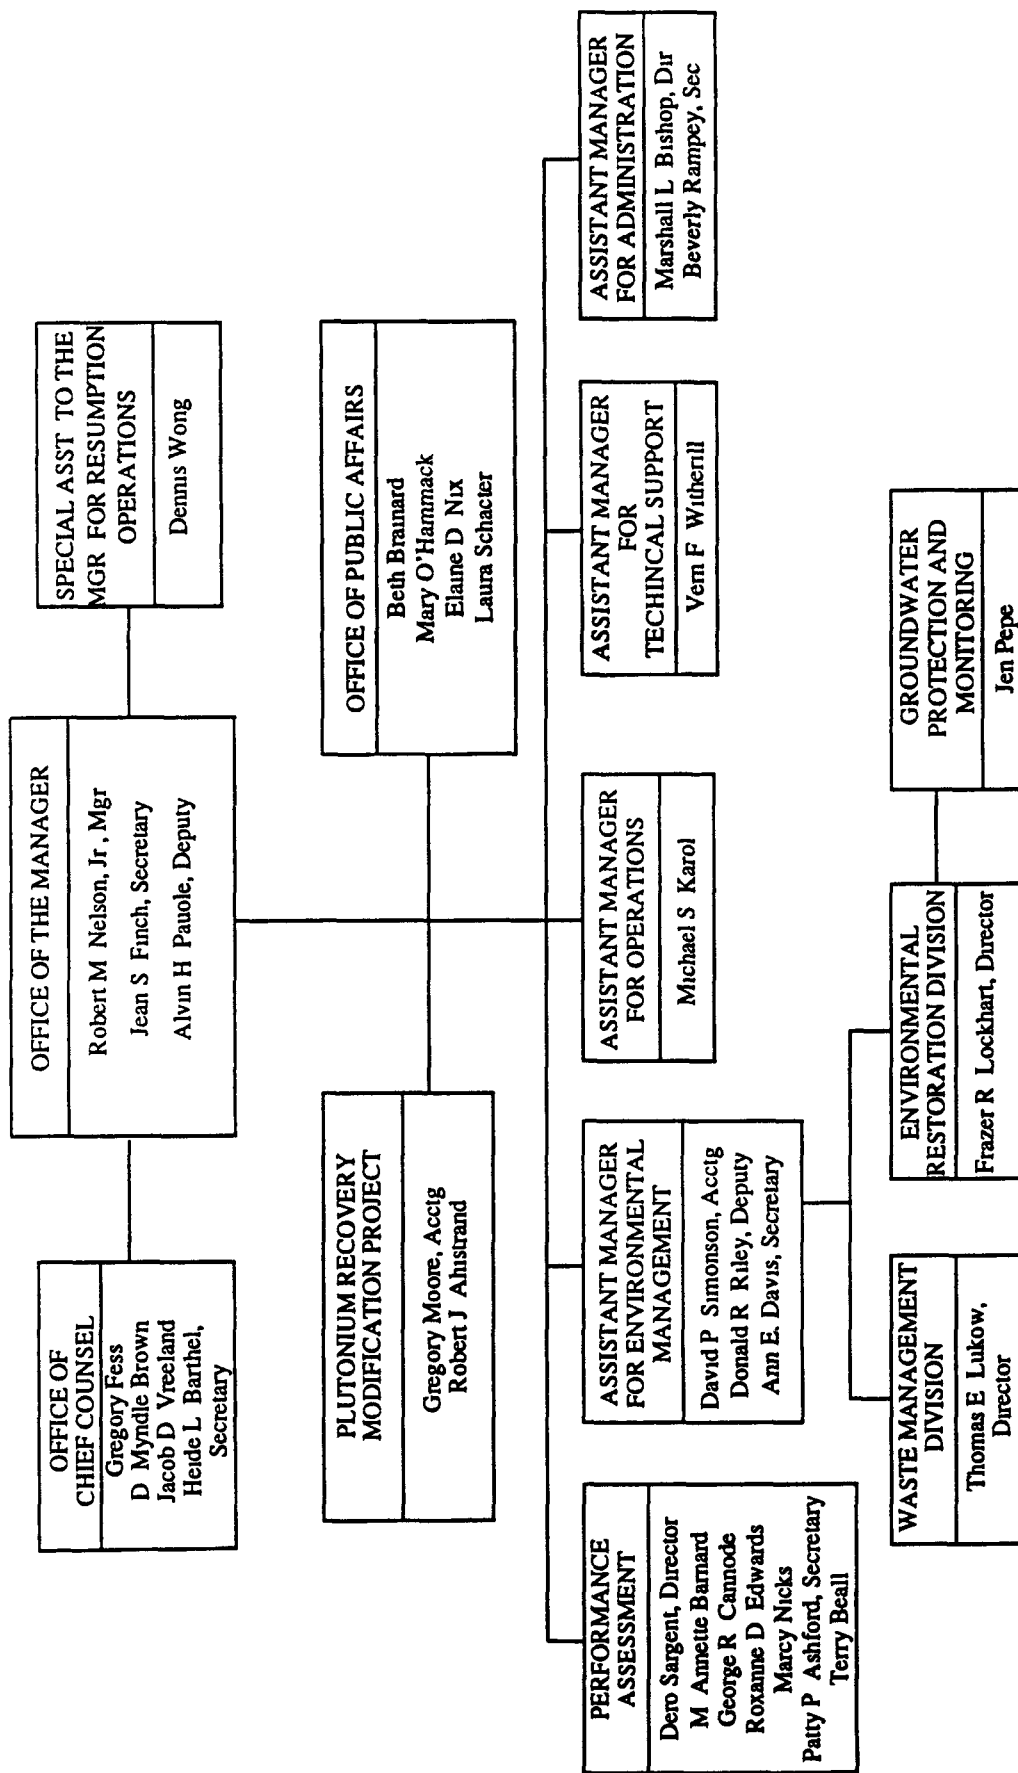 OFFICE OF
CHIEF COUNSEL
Gregory Fess
D Myndle Brown
Jacob D Vreeland
Heide L Barthel,
Secretary
OFFICE OF THE MANAGER
Robert M Nelson, Jr , Mgr
Jean S Finch, Secretary
Alvin H Pauole, Deputy
SPECIAL ASST TO THE
MGR FOR RESUMPTION
OPERATIONS
Dennis Wong
PLUTONIUM RECOVERY
MODIFICATION PROJECT
Gregory Moore, Acctg
Robert J Ahistrand
OFFICE OF PUBLIC AFFAIRS
Beth Brainard
Mary O'Hammack
Elaine D Nix
Laura Schacter
PERFORMANCE
ASSESSMENT
Dero Sargent, Director
M Annette Barnard
George R Cannode
Roxanne D Edwards
Marcy Nicks
Patty P Ashford, Secretary
Terry Beall
ASSISTANT MANAGER
FOR ENVIRONMENTAL
MANAGEMENT
David P Simonson, Acctg
Donald R Riley, Deputy
Ann E. Davis, Secretary
ASSISTANT MANAGER
FOR OPERATIONS
Michael S Karol
ASSISTANT MANAGER
FOR
TECHINCAL SUPPORT
Vern F Witherill
ASSISTANT MANAGER
FOR ADMINISTRATION
Marshall L Bishop, Dir
Beverly Rampey, Sec
WASTE MANAGEMENT
DIVISION
Thomas E Lukow,
Director
ENVIRONMENTAL
RESTORATION DIVISION
Frazer R Lockhart, Director
GROUNDWATER
PROTECTION AND
MONITORING
Jen Pepe